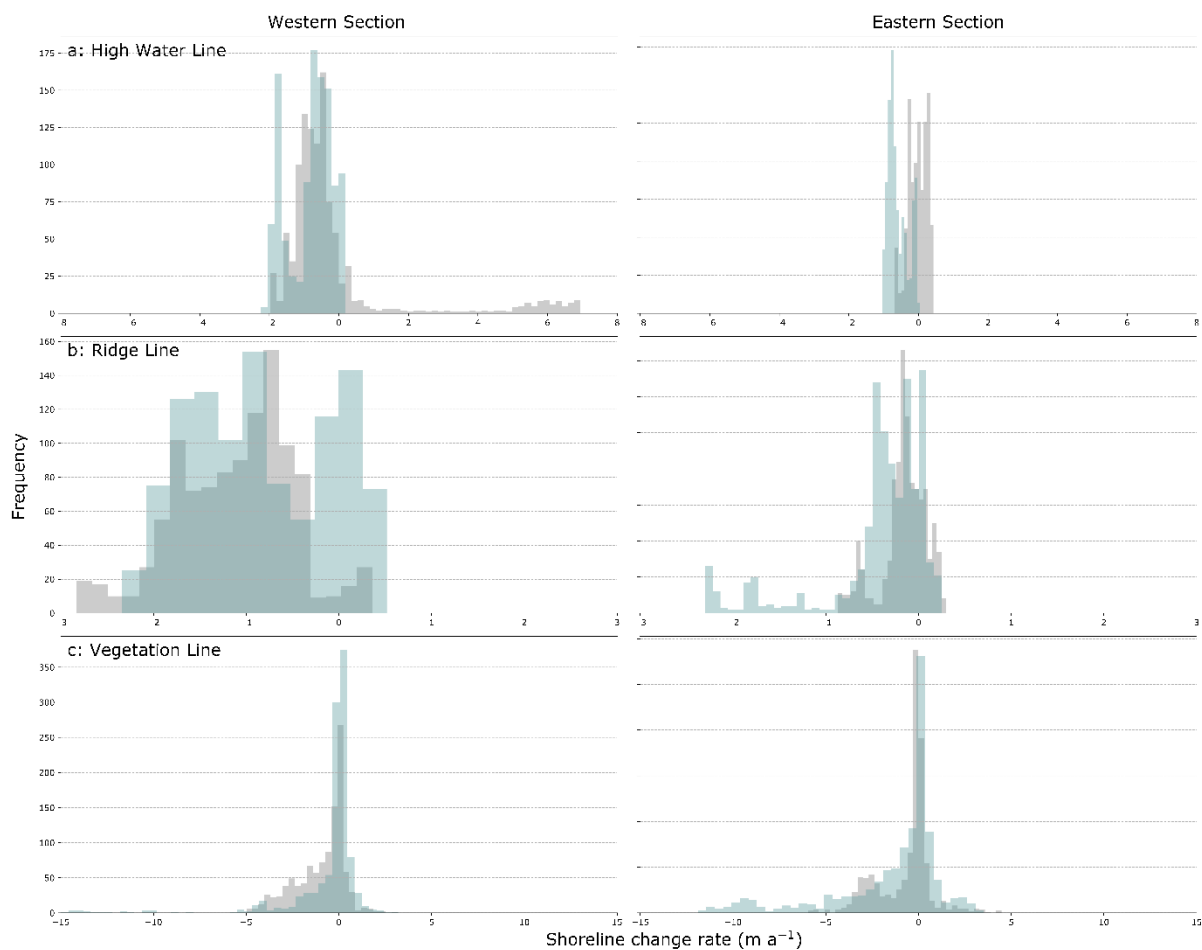 Western Section
Eastern Section
a: High Water Line
175
150
125
100
75
50
25
0
8 6 4 2 0 2 4 6 8
8 6 4 2 0 2 4 6 8
b: Ridge Line
160
140
120
100
80
60
40
20
0
3 2 1 0 1 2 3
3 2 1 0 1 2 3
Frequency
c: Vegetation Line
350
300
250
200
150
100
50
0
−15 −10 −5 0 5 10 15
−15 −10 −5 0 5 10 15
Shoreline change rate (m a⁻¹)